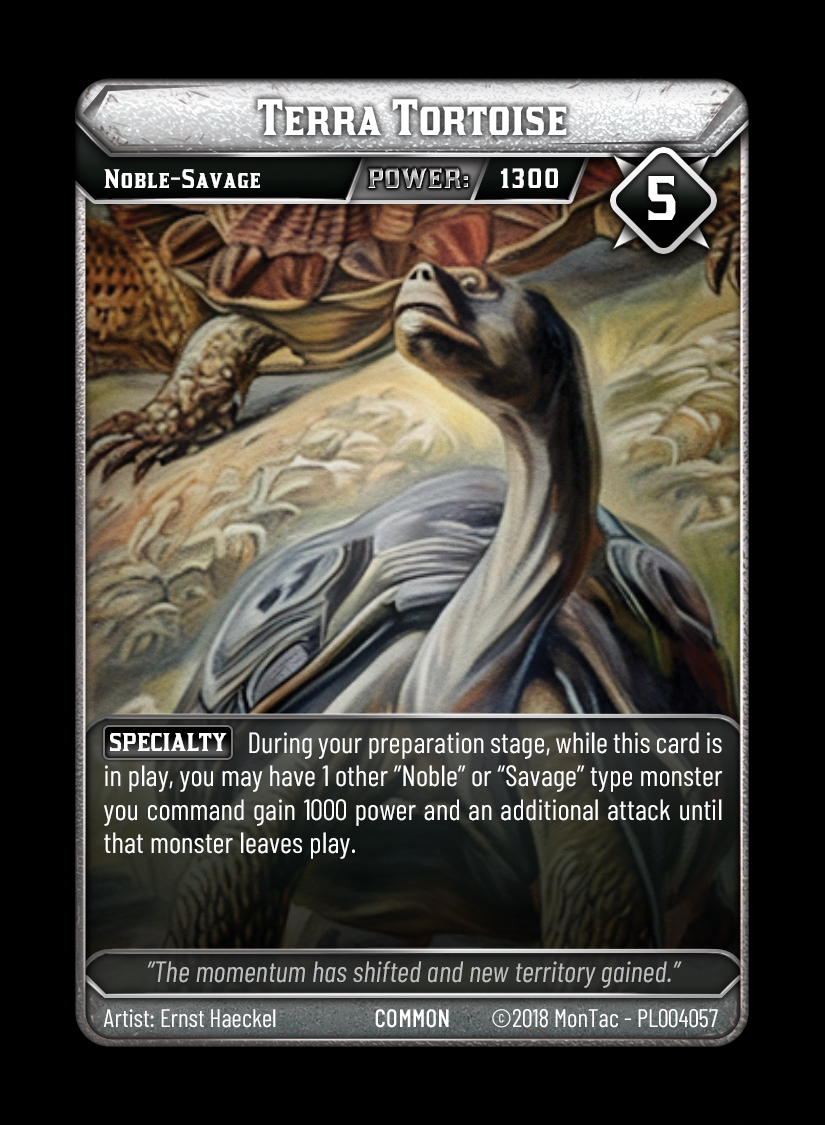 Terra Tortoise
Noble-Savage POWER: 1300
5
SPECIALTY During your preparation stage, while this card is
in play, you may have 1 other "Noble" or "Savage" type monster
you command gain 1000 power and an additional attack until
that monster leaves play.
"The momentum has shifted and new territory gained."
Artist: Ernst Haeckel COMMON ©2018 MonTac - PL004057